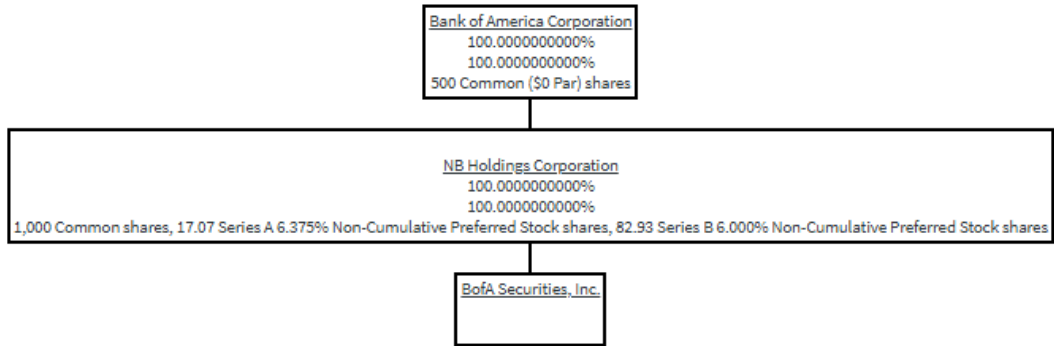 Bank of America Corporation
100.0000000000%
100.0000000000%
500 Common ($0 Par) shares
NB Holdings Corporation
100.0000000000%
100.0000000000%
1,000 Common shares, 17.07 Series A 6.375% Non-Cumulative Preferred Stock shares, 82.93 Series B 6.000% Non-Cumulative Preferred Stock shares
BofA Securities, Inc.